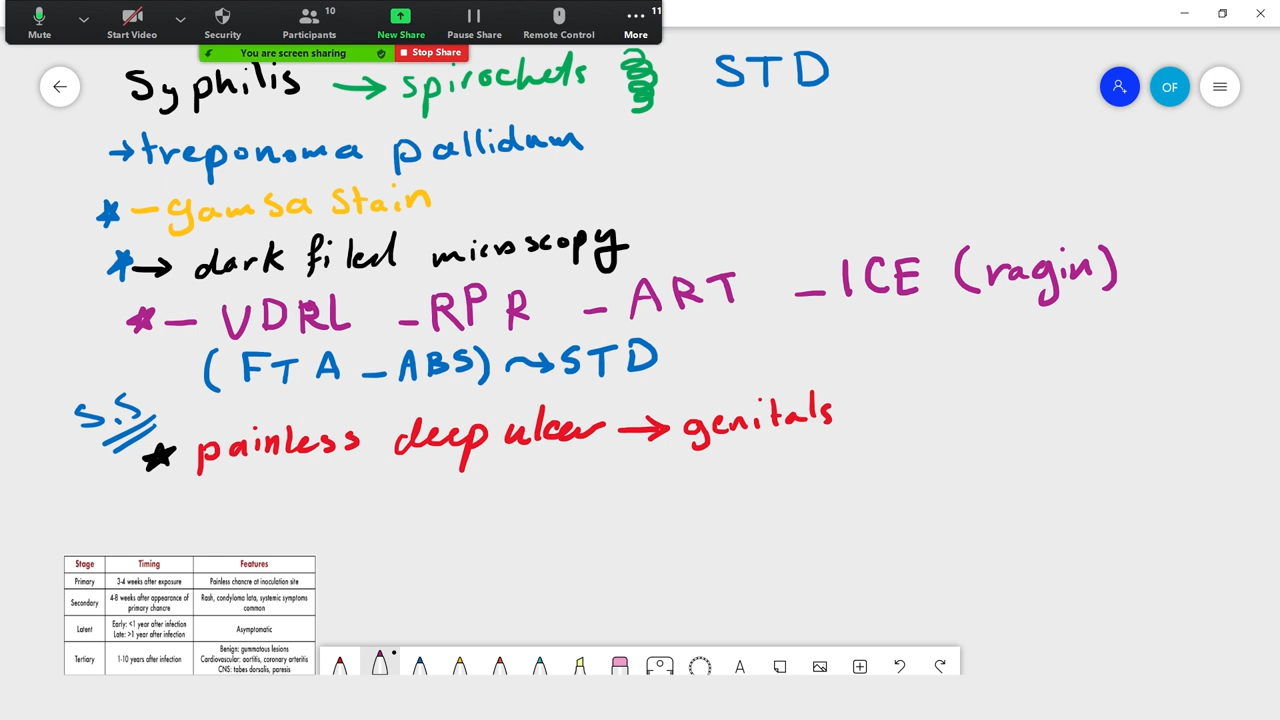 10
11
Mute Start Video Security Participants New Share Pause Share Remote Control More
You are screen sharing Stop Share
Syphilis → spirochets STD
OF
→ treponoma pallidum
- gamsa stain
→ dark filed microscopy
- VDRL - RPR - ART - ICE (ragin)
(FTA - ABS) → STD
S.S
painless deep ulcer → genitals
Stage Timing Features
Primary 3-4 weeks after exposure Painless chancre at inoculation site
Secondary 4-8 weeks after appearance of primary chancre Rash, condyloma lata, systemic symptoms common
Latent Early: <1 year after infection Late: >1 year after infection Asymptomatic
Tertiary 1-10 years after infection Benign: gummatous lesions Cardiovascular: aortitis, coronary arteritis CNS: tabes dorsalis, paresis
A